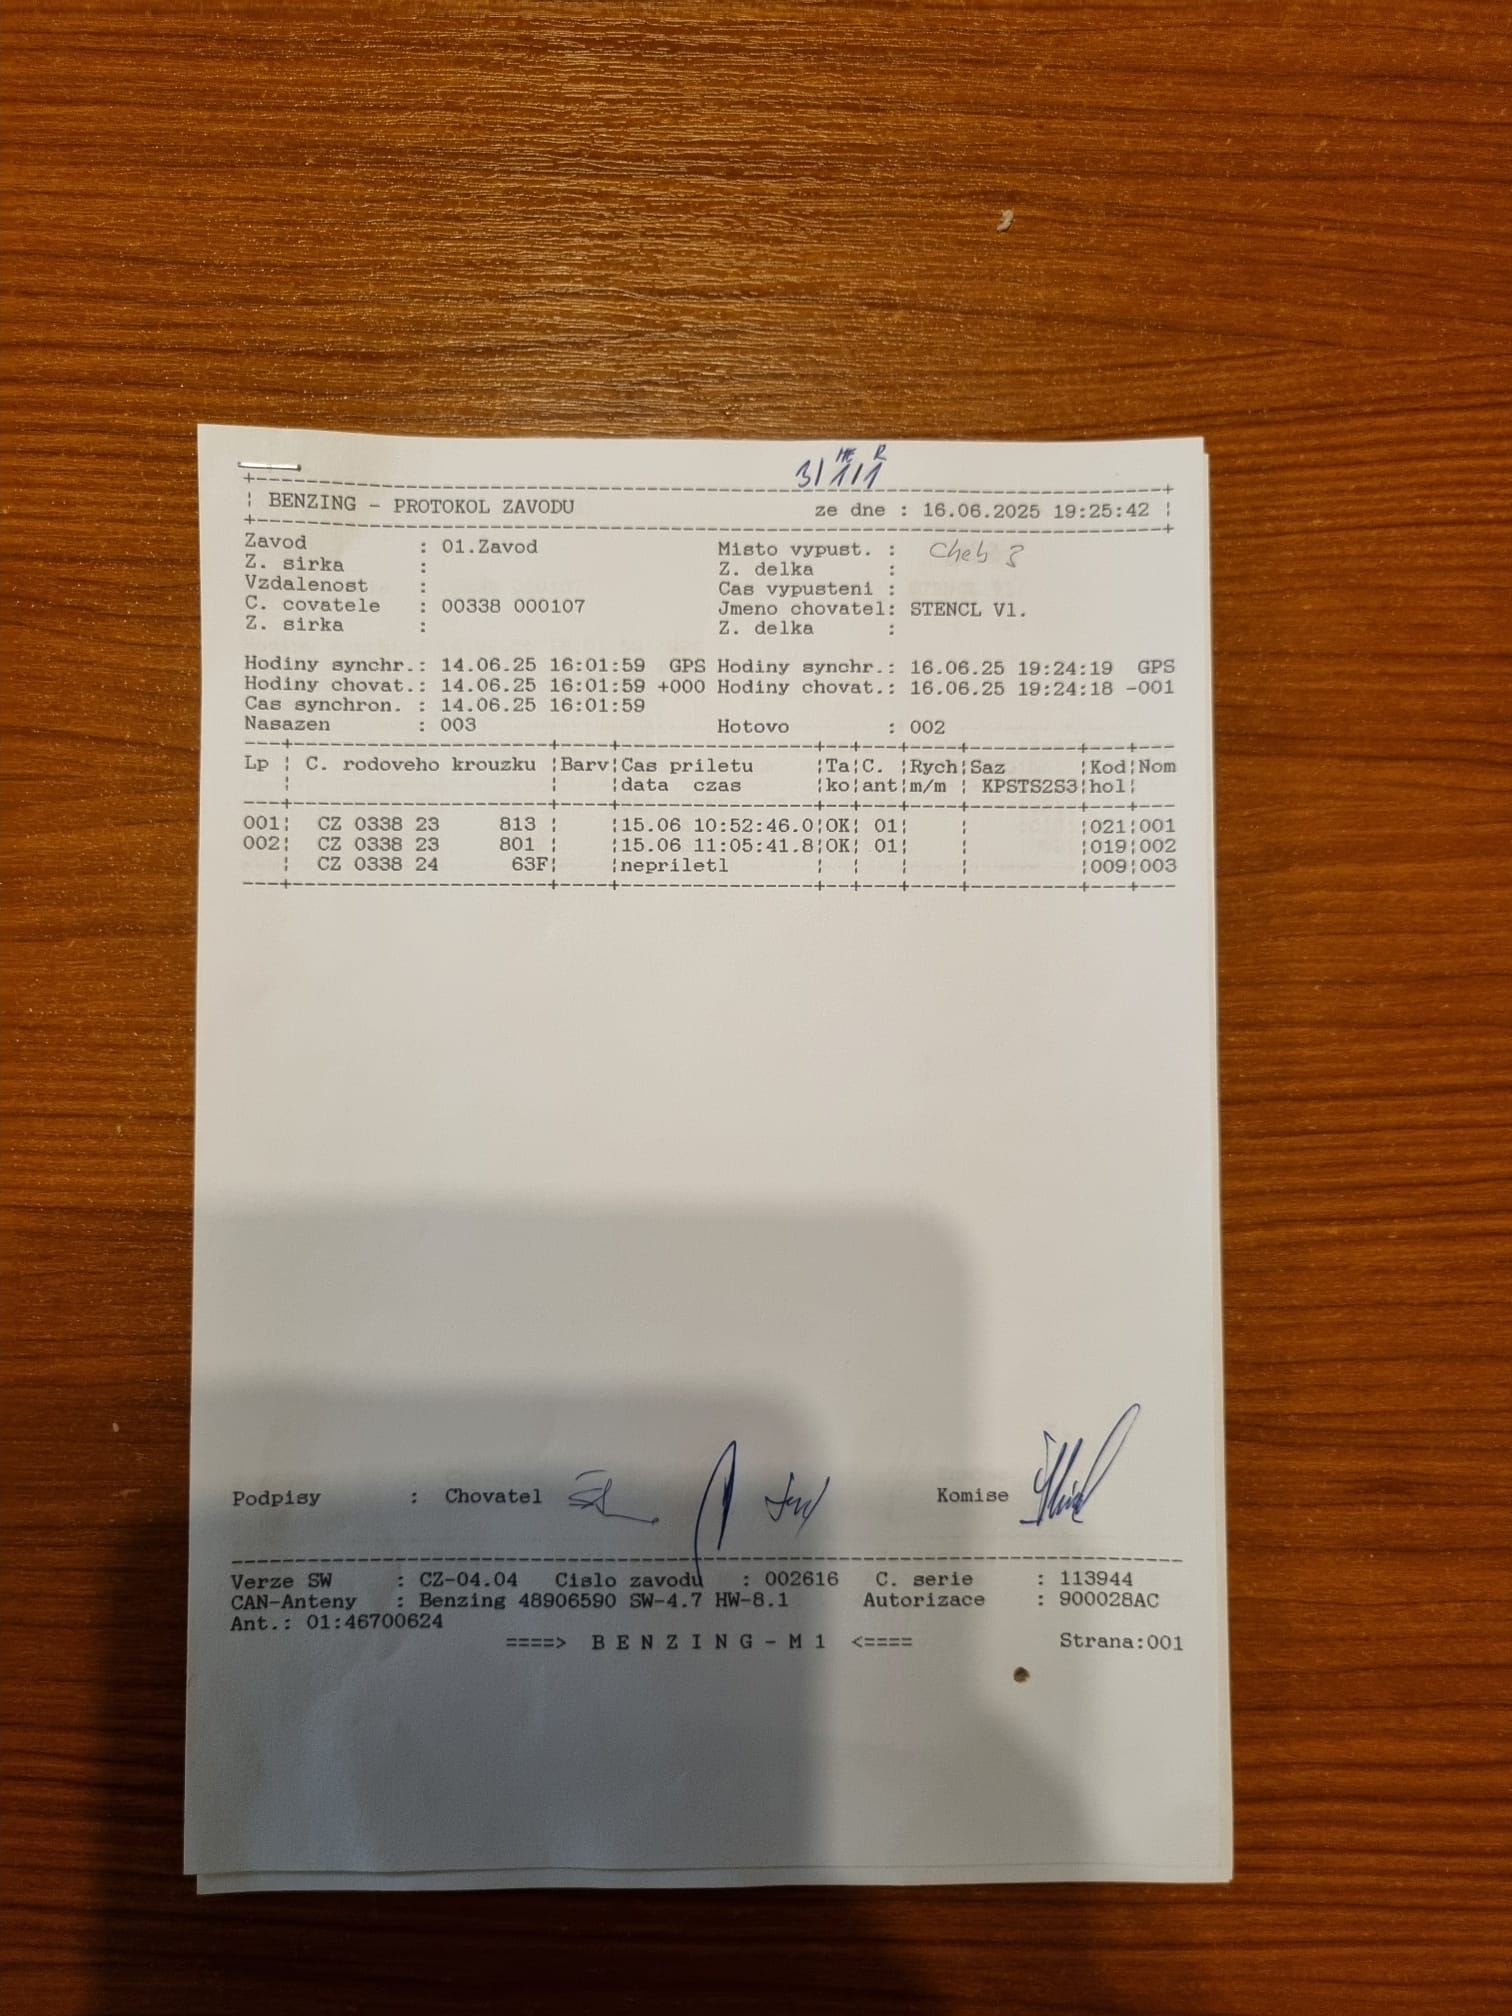 3/1/1
ME R
BENZING - PROTOKOL ZAVODU ze dne : 16.06.2025 19:25:42
Zavod : 01.Zavod Misto vypust. : Cheb 3
Z. sirka : Z. delka :
Vzdalenost : Cas vypusteni :
C. covatele : 00338 000107 Jmeno chovatel: STENCL Vl.
Z. sirka : Z. delka :
Hodiny synchr.: 14.06.25 16:01:59 GPS Hodiny synchr.: 16.06.25 19:24:19 GPS
Hodiny chovat.: 14.06.25 16:01:59 +000 Hodiny chovat.: 16.06.25 19:24:18 -001
Cas synchron. : 14.06.25 16:01:59
Nasazen : 003 Hotovo : 002
Lp ¦ C. rodoveho krouzku ¦Barv¦Cas priletu ¦Ta¦C. ¦Rych¦Saz ¦Kod¦Nom
¦ ¦ ¦data czas ¦ko¦ant¦m/m ¦ KPSTS2S3¦hol¦
001¦ CZ 0338 23 813 ¦ ¦15.06 10:52:46.0¦OK¦ 01¦ ¦ ¦021¦001
002¦ CZ 0338 23 801 ¦ ¦15.06 11:05:41.8¦OK¦ 01¦ ¦ ¦019¦002
¦ CZ 0338 24 63F¦ ¦nepriletl ¦ ¦ ¦ ¦ ¦009¦003
Podpisy : Chovatel Komise
Verze SW : CZ-04.04 Cislo zavodu : 002616 C. serie : 113944
CAN-Anteny : Benzing 48906590 SW-4.7 HW-8.1 Autorizace : 900028AC
Ant.: 01:46700624
====> B E N Z I N G - M 1 <==== Strana:001